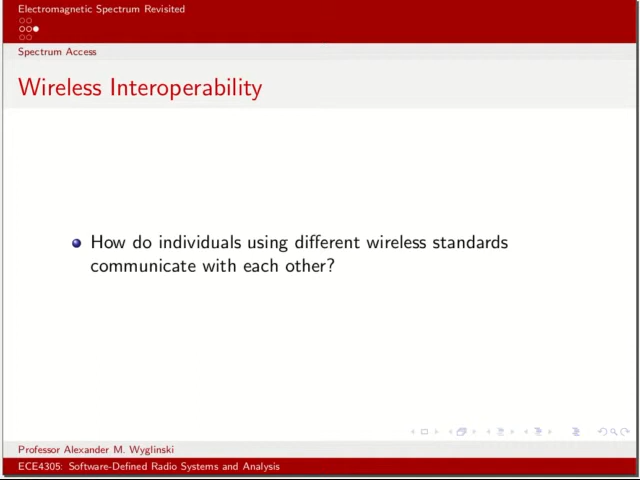 Electromagnetic Spectrum Revisited
Spectrum Access
Wireless Interoperability
How do individuals using different wireless standards
communicate with each other?
Professor Alexander M. Wyglinski
ECE4305: Software-Defined Radio Systems and Analysis